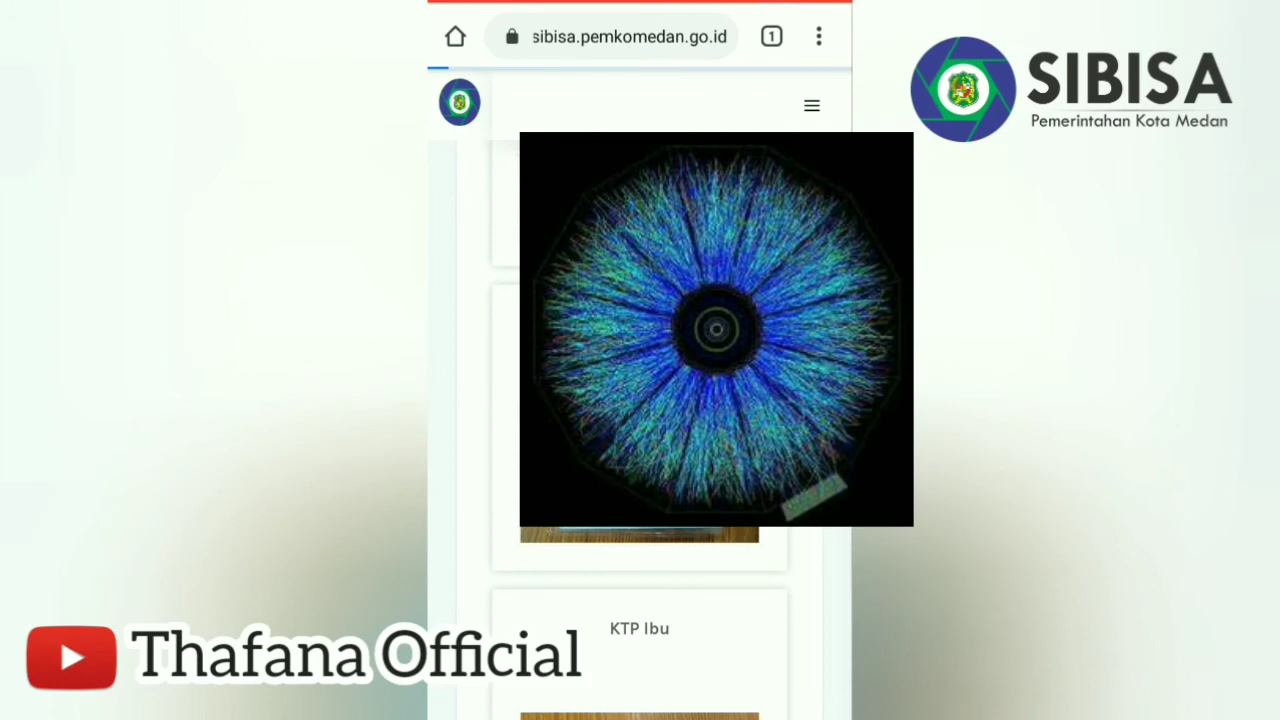 sibisa.pemkomedan.go.id
1
SIBISA
Pemerintahan Kota Medan
KTP Ibu
Thafana Official